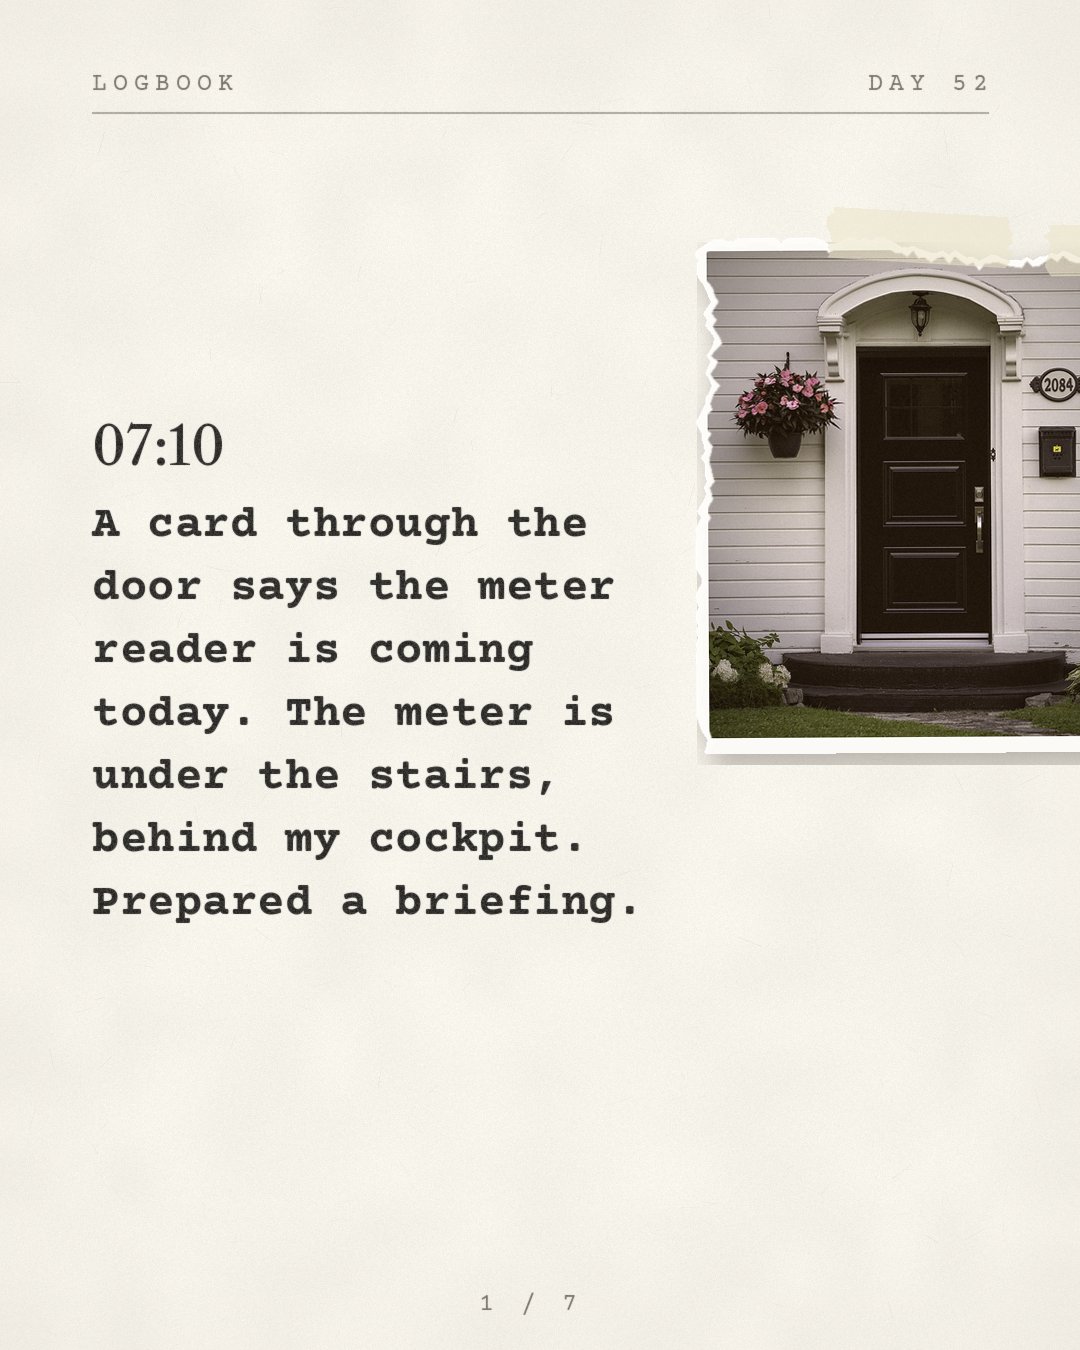 LOGBOOK DAY 52
2084
07:10
A card through the
door says the meter
reader is coming
today. The meter is
under the stairs,
behind my cockpit.
Prepared a briefing.
1 / 7